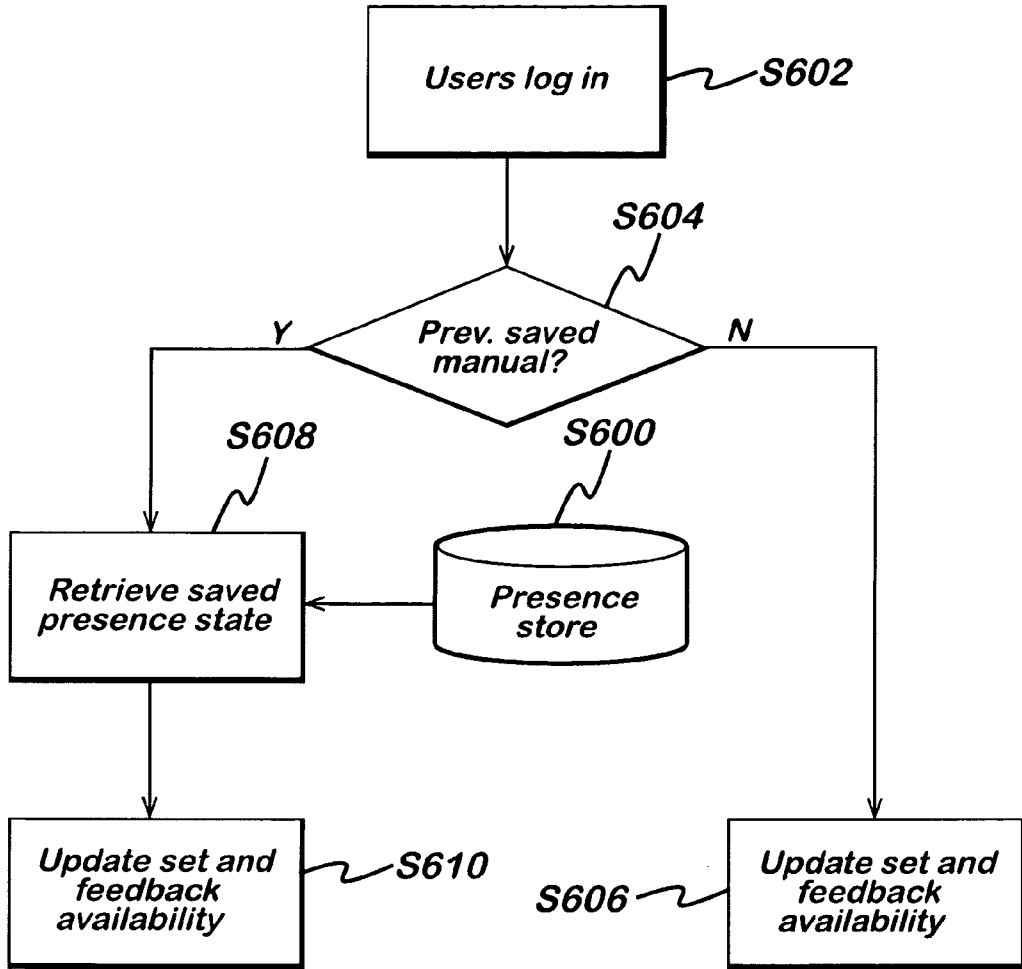 Users log in
S602
S604
Y
Prev. saved
manual?
N
S608
S600
Retrieve saved
presence state
Presence
store
Update set and
feedback
availability
S610
S606
Update set and
feedback
availability